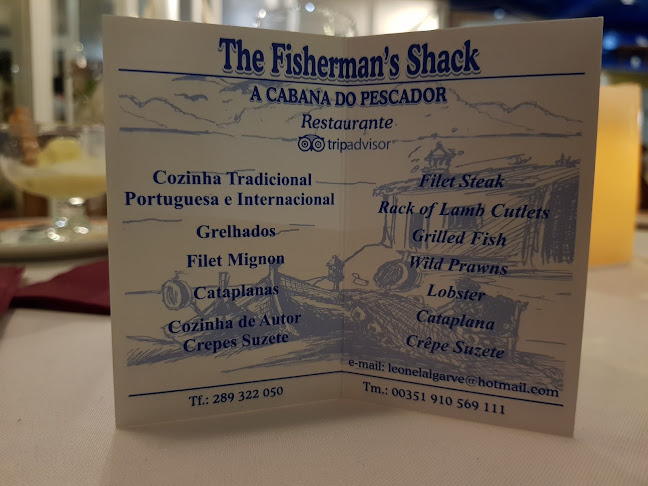 The Fisherman's Shack
A CABANA DO PESCADOR
Restaurante
tripadvisor
Cozinha Tradicional
Portuguesa e Internacional
Grelhados
Filet Mignon
Cataplanas
Cozinha de Autor
Crepes Suzete
Tf.: 289 322 050
Filet Steak
Rack of Lamb Cutlets
Grilled Fish
Wild Prawns
Lobster
Cataplana
Crêpe Suzete
e-mail: leonelalgarve@hotmail.com
Tm.: 00351 910 569 111